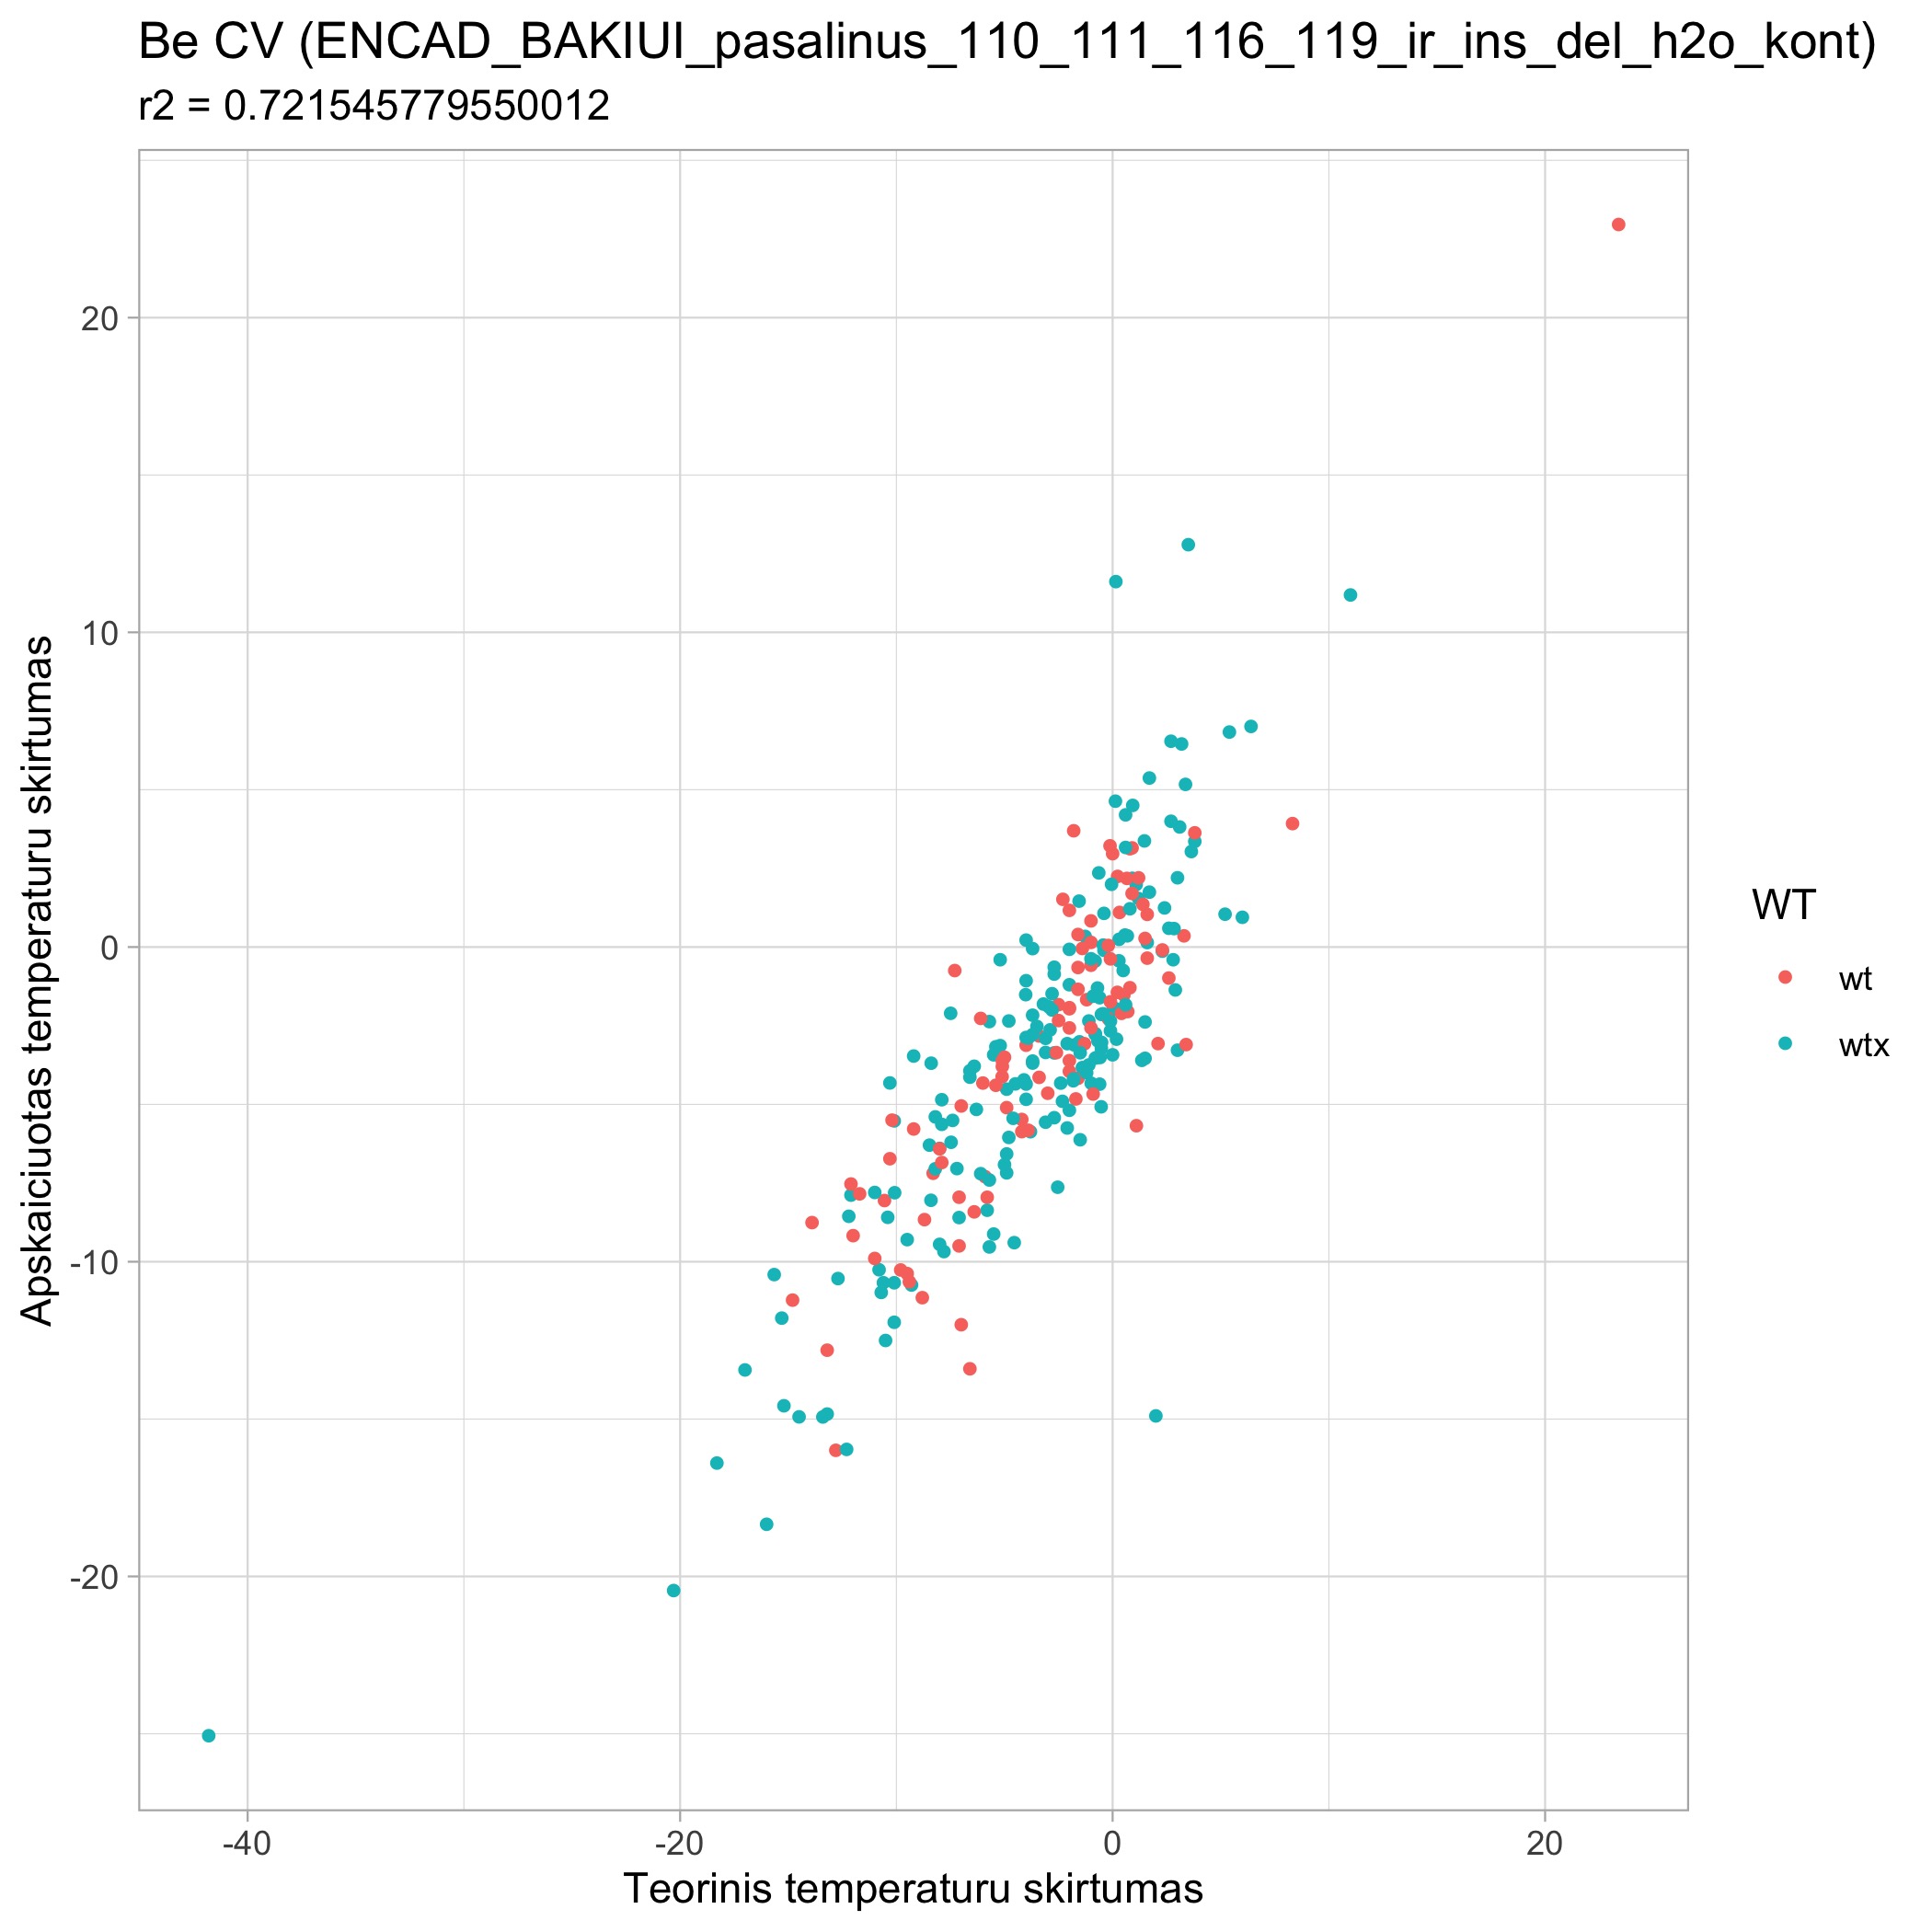 Be CV (ENCAD_BAKIUI_pasalinus_110_111_116_119_ir_ins_del_h2o_kont)
r2 = 0.721545779550012
Apskaiciuotas temperaturu skirtumas
20
10
0
-10
-20
-40
-20
0
20
Teorinis temperaturu skirtumas
WT
wt
wtx